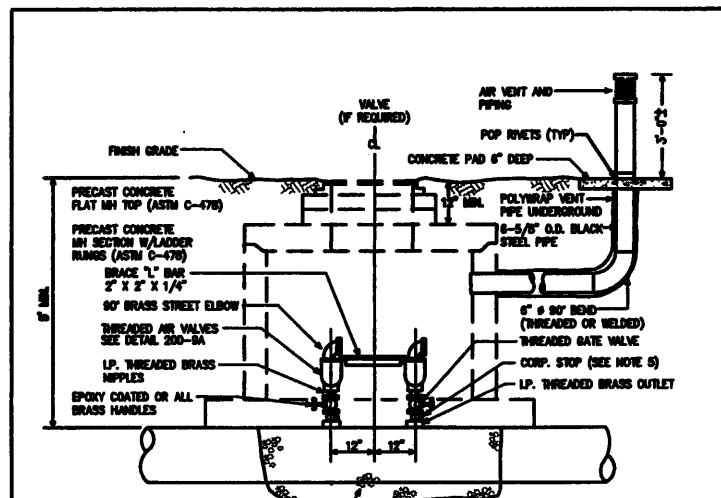 AIR VENT AND
PIPING
3'-0"±
VALVE
(IF REQUIRED)
CL
POP RIVETS (TYP)
FINISH GRADE
CONCRETE PAD 6" DEEP
PRECAST CONCRETE
FLAT MH TOP (ASTM C-478)
12" MIN.
POLYWRAP VENT
PIPE UNDERGROUND
6-5/8" O.D. BLACK
STEEL PIPE
PRECAST CONCRETE
MH SECTION W/LADDER
RUNGS (ASTM C-478)
BRACE "L" BAR
2" X 2" X 1/4"
MIN.
90° BRASS STREET ELBOW
6" ø 90° BEND
(THREADED OR WELDED)
THREADED AIR VALVES
SEE DETAIL 200-9A
THREADED GATE VALVE
I.P. THREADED BRASS
NIPPLES
CORP. STOP (SEE NOTE 5)
I.P. THREADED BRASS OUTLET
EPOXY COATED OR ALL
BRASS HANDLES
12" 12"